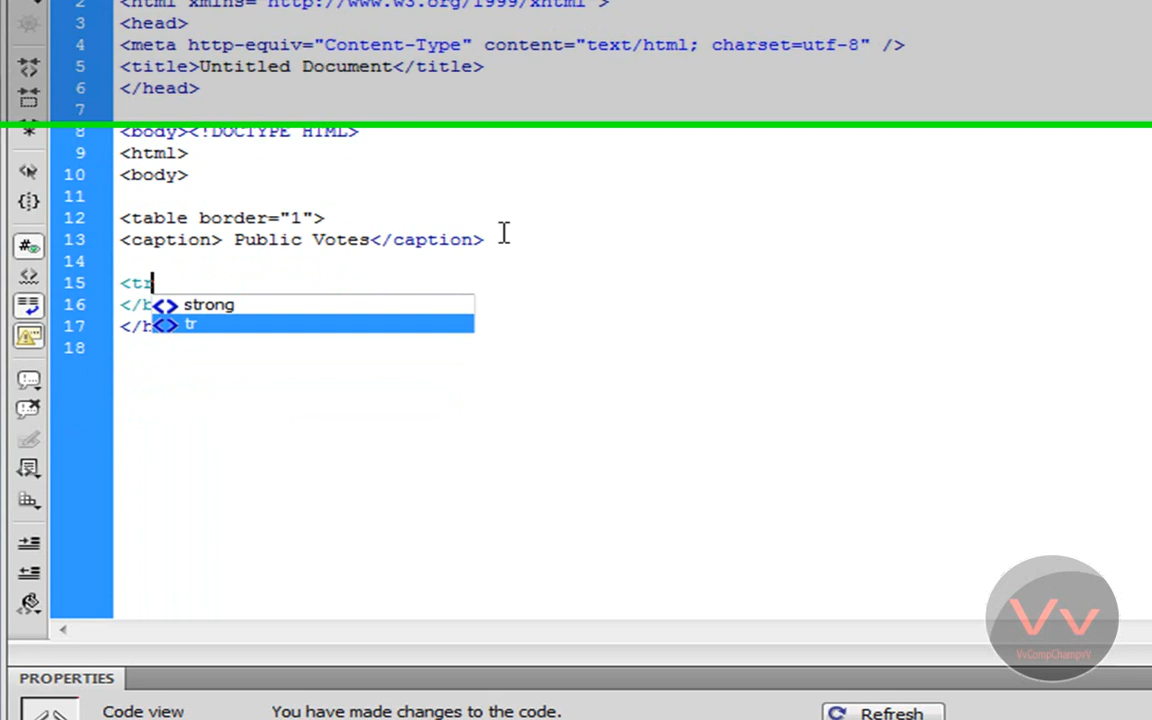 2 <html xmlns="http://www.w3.org/1999/xhtml">
3 <head>
4 <meta http-equiv="Content-Type" content="text/html; charset=utf-8" />
5 <title>Untitled Document</title>
6 </head>
7
8 <body><!DOCTYPE HTML>
9 <html>
10 <body>
11
12 <table border="1">
13 <caption> Public Votes</caption>
14
15 <tr
16 </b <> strong
17 </h <> tr
18
Vv
VvCompChampvV
PROPERTIES
Code view You have made changes to the code. Refresh